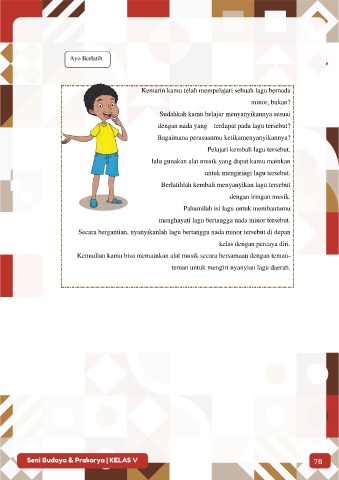 Ayo Berlatih
Kemarin kamu telah mempelajari sebuah lagu bernada
minor, bukan?
Sudahkah kamu belajar menyanyikannya sesuai
dengan nada yang terdapat pada lagu tersebut?
Bagaimana perasaanmu ketikamenyanyikannya?
Pelajari kembali lagu tersebut,
lalu gunakan alat musik yang dapat kamu mainkan
untuk mengiringi lagu tersebut.
Berlatihlah kembali menyanyikan lagu tersebut
dengan iringan musik.
Pahamilah isi lagu untuk membantumu
menghayati lagu bertangga nada minor tersebut.
Secara bergantian, nyanyikanlah lagu bertangga nada minor tersebut di depan
kelas dengan percaya diri.
Kemudian kamu bisa memainkan alat musik secara bersamaan dengan teman-
teman untuk mengiri nyanyian lagu daerah.
Seni Budaya & Prakarya | KELAS V
78